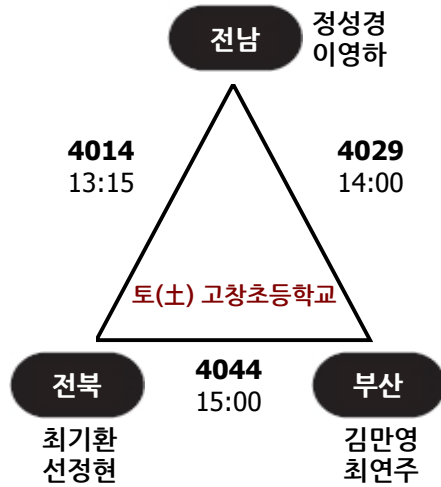 전남
정성경
이영하
4014
13:15
4029
14:00
토(土) 고창초등학교
전북
4044
15:00
부산
최기환
선정현
김만영
최연주